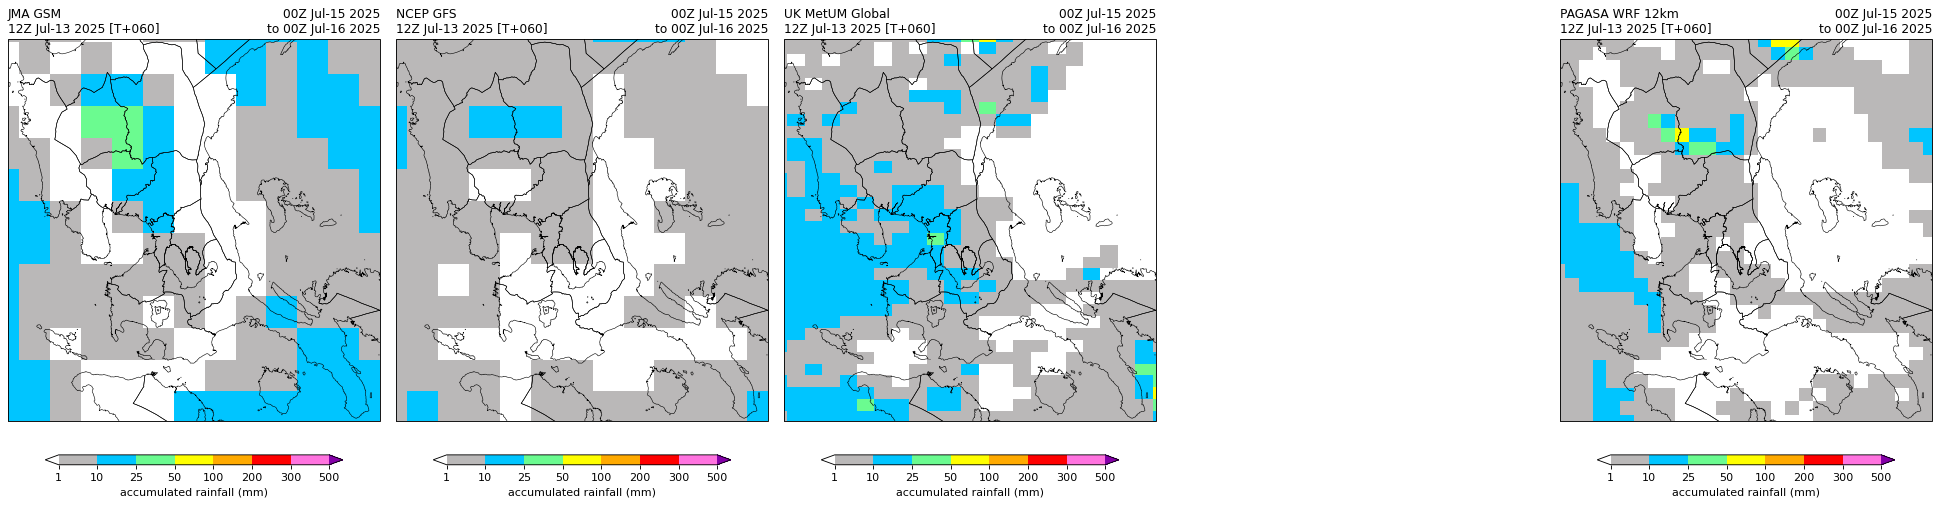 JMA GSM 00Z Jul-15 2025
12Z Jul-13 2025 [T+060] to 00Z Jul-16 2025
1 10 25 50 100 200 300 500
accumulated rainfall (mm)
NCEP GFS 00Z Jul-15 2025
12Z Jul-13 2025 [T+060] to 00Z Jul-16 2025
1 10 25 50 100 200 300 500
accumulated rainfall (mm)
UK MetUM Global 00Z Jul-15 2025
12Z Jul-13 2025 [T+060] to 00Z Jul-16 2025
1 10 25 50 100 200 300 500
accumulated rainfall (mm)
PAGASA WRF 12km 00Z Jul-15 2025
12Z Jul-13 2025 [T+060] to 00Z Jul-16 2025
1 10 25 50 100 200 300 500
accumulated rainfall (mm)